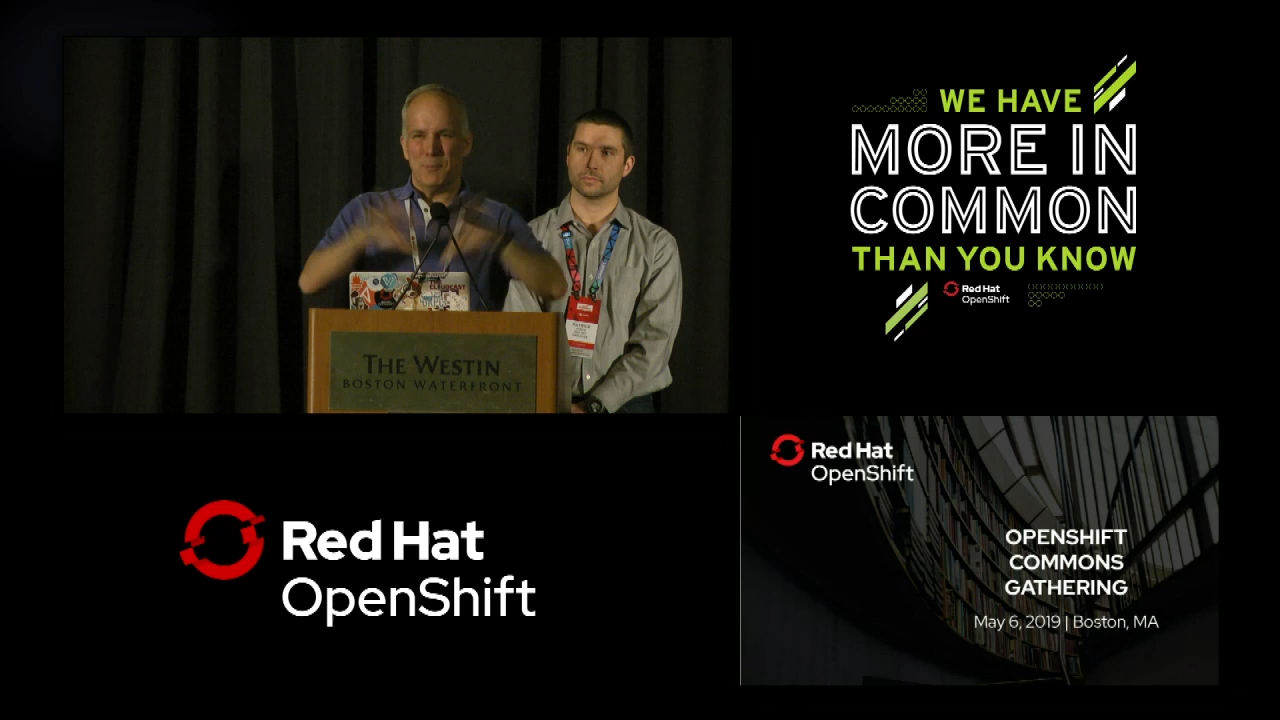 WE HAVE
MORE IN
COMMON
THAN YOU KNOW
Red Hat
OpenShift
THE WESTIN
BOSTON WATERFRONT
Red Hat
OpenShift
Red Hat
OpenShift
OPENSHIFT
COMMONS
GATHERING
May 6, 2019 | Boston, MA